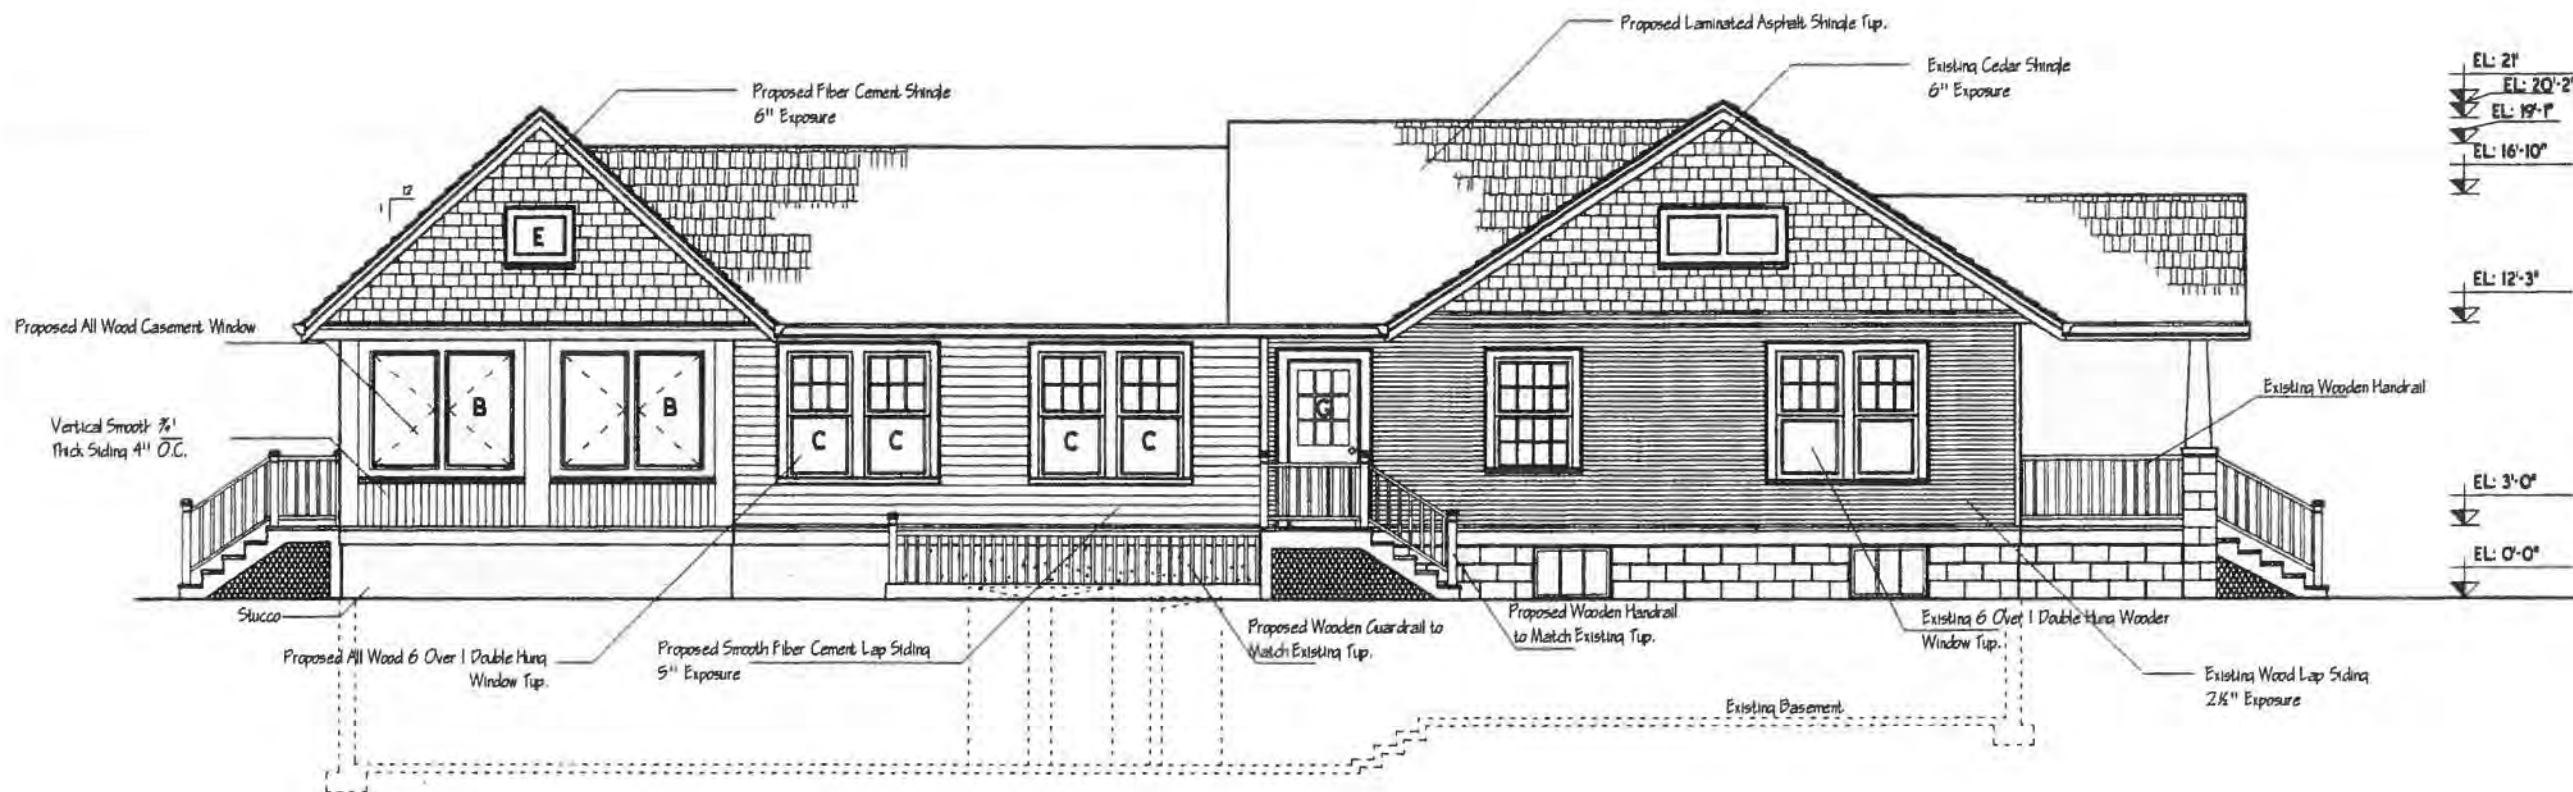 Proposed Laminated Asphalt Shingle Typ.
EL: 21'
Existing Cedar Shingle
6" Exposure
EL: 20'-2"
Proposed Fiber Cement Shingle
6" Exposure
EL: 19'-1"
EL: 16'-10"
12
E
EL: 12'-3"
Proposed All Wood Casement Window
Existing Wooden Handrail
B
B
G
C
C
C
C
Vertical Smooth
Thick Siding 4" O.C.
EL: 3'-0"
EL: 0'-0"
Stucco
Proposed All Wood 6 Over 1 Double Hung
Window Typ.
Proposed Smooth Fiber Cement Lap Siding
5" Exposure
Proposed Wooden Guardrail to
Match Existing Typ.
Proposed Wooden Handrail
to Match Existing Typ.
Existing 6 Over 1 Double Hung Wooden
Window Typ.
Existing Wood Lap Siding
2½" Exposure
Existing Basement